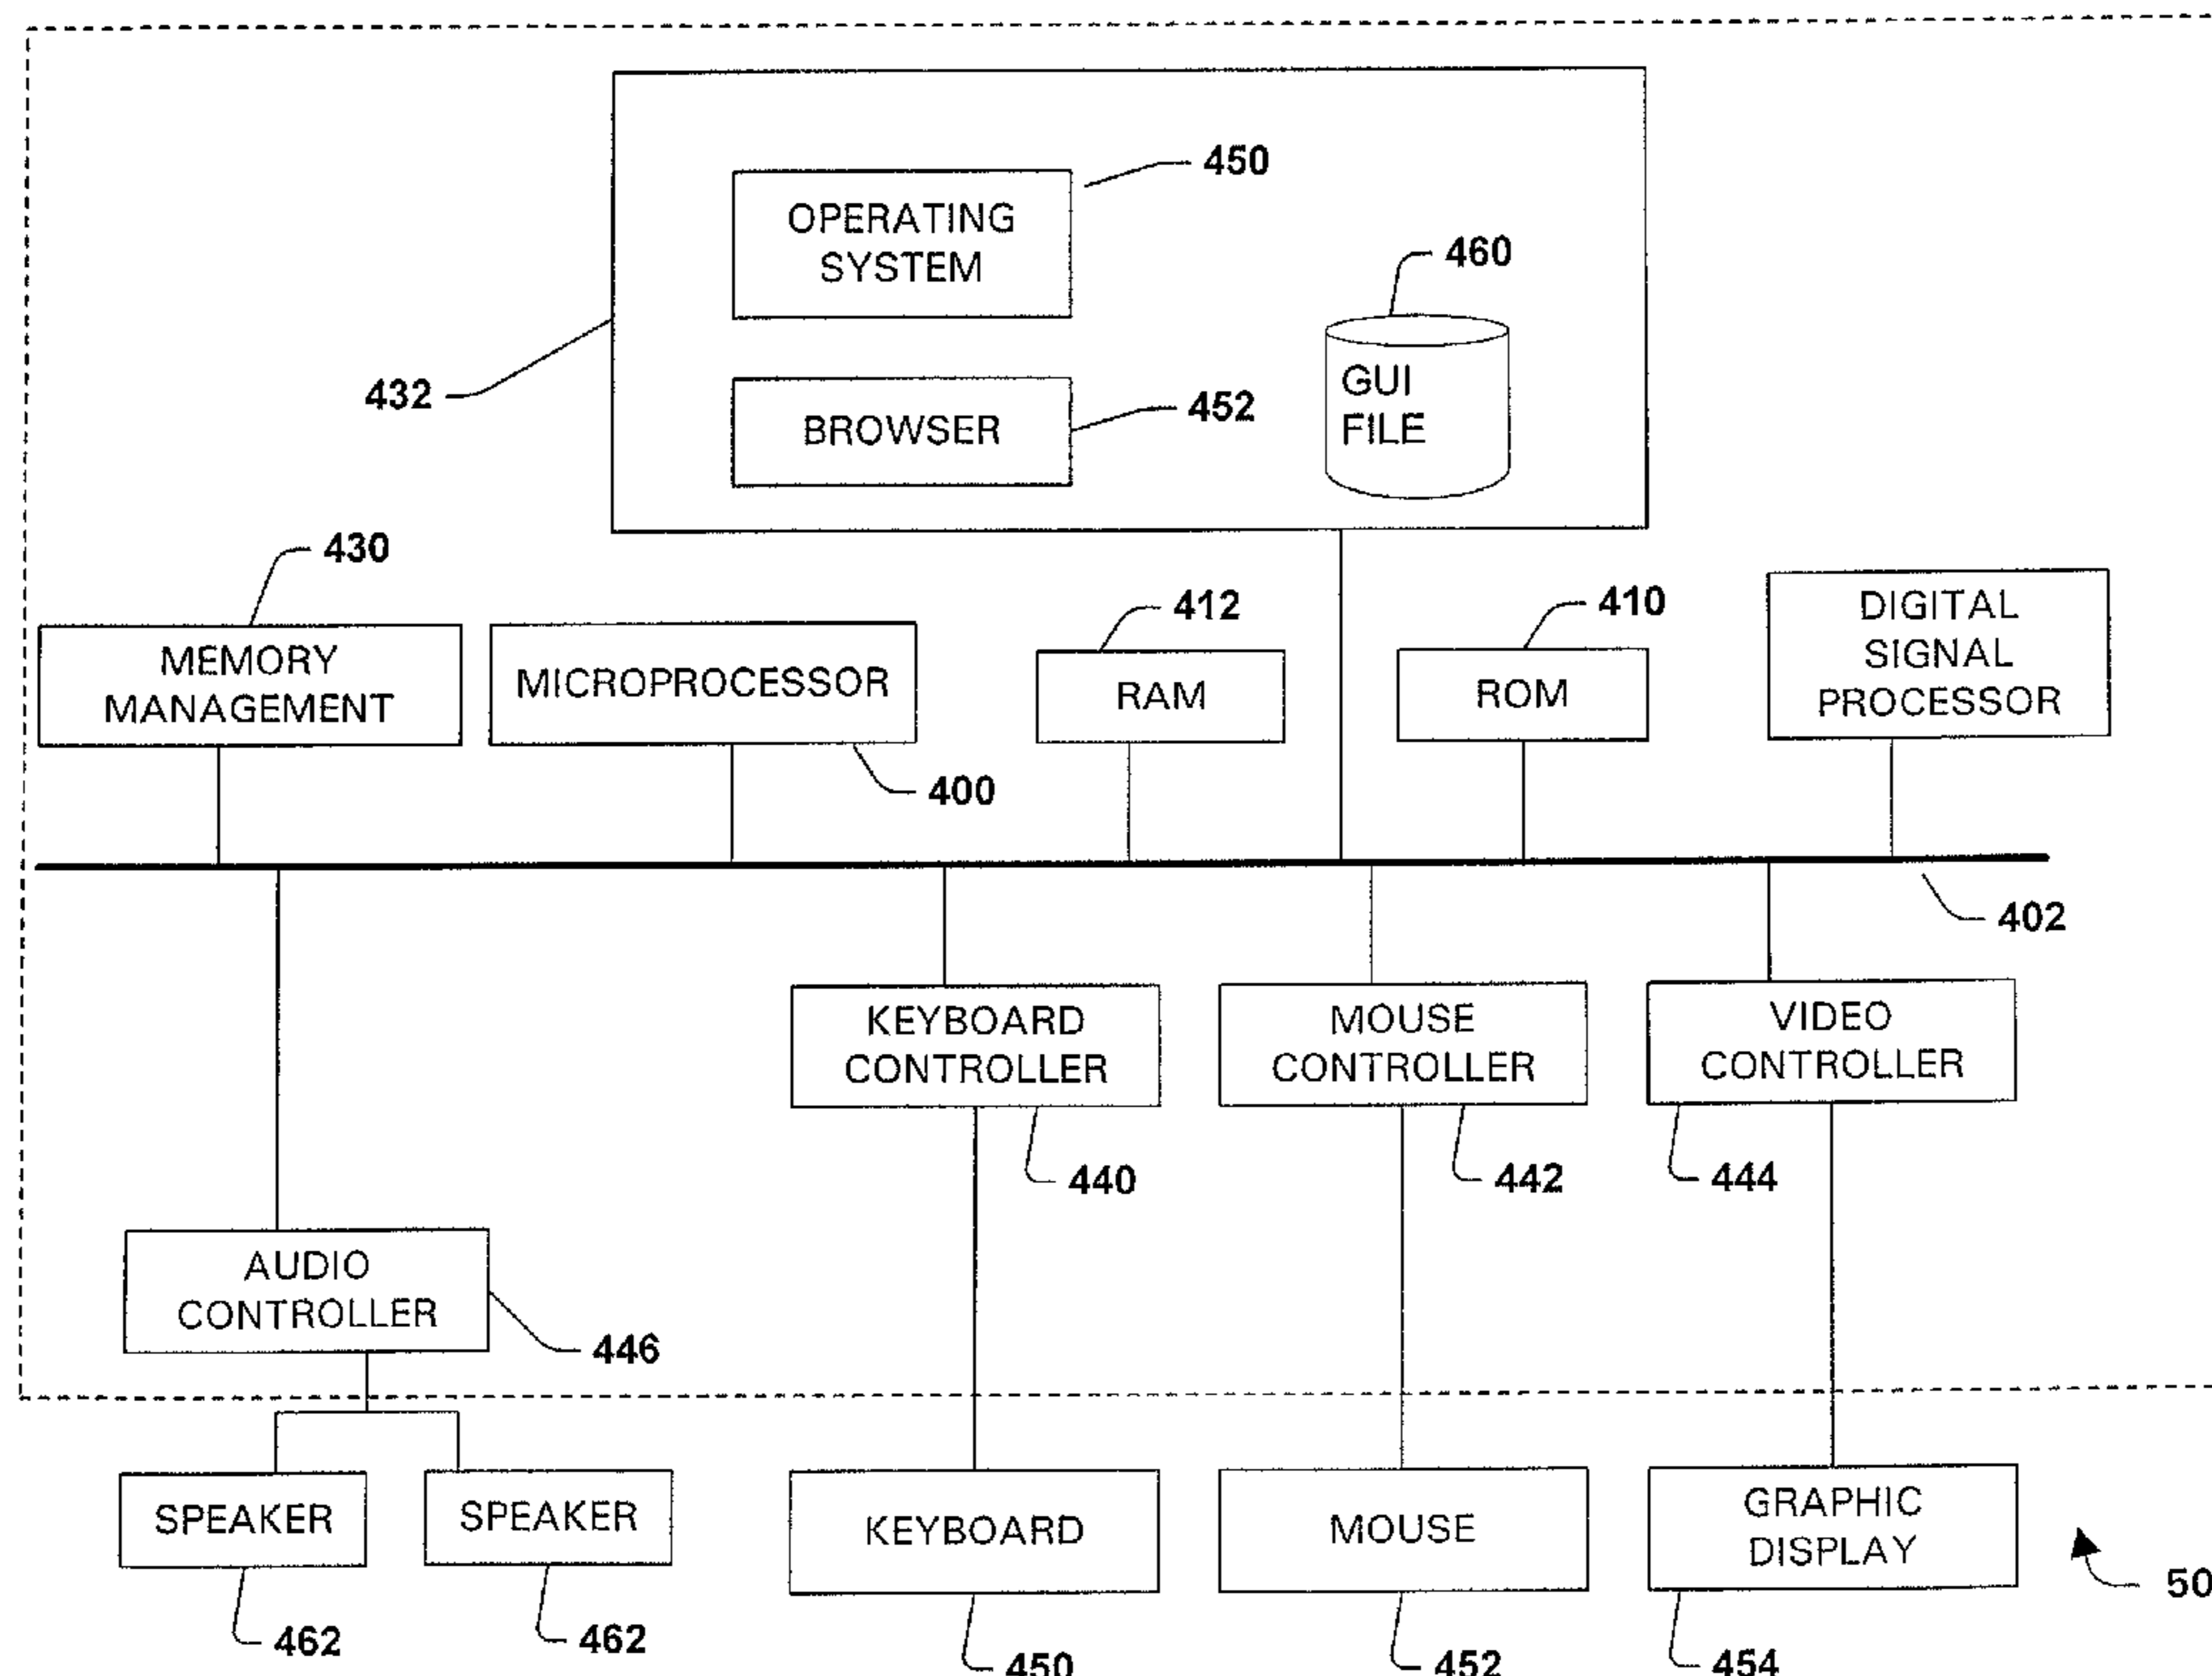 450
OPERATING
SYSTEM
460
GUI
FILE
432
452
BROWSER
430
412
410
DIGITAL
SIGNAL
PROCESSOR
MEMORY
MANAGEMENT
MICROPROCESSOR
RAM
ROM
400
402
KEYBOARD
CONTROLLER
MOUSE
CONTROLLER
VIDEO
CONTROLLER
440
442
444
AUDIO
CONTROLLER
446
SPEAKER
SPEAKER
KEYBOARD
MOUSE
GRAPHIC
DISPLAY
50
462
462
450
452
454